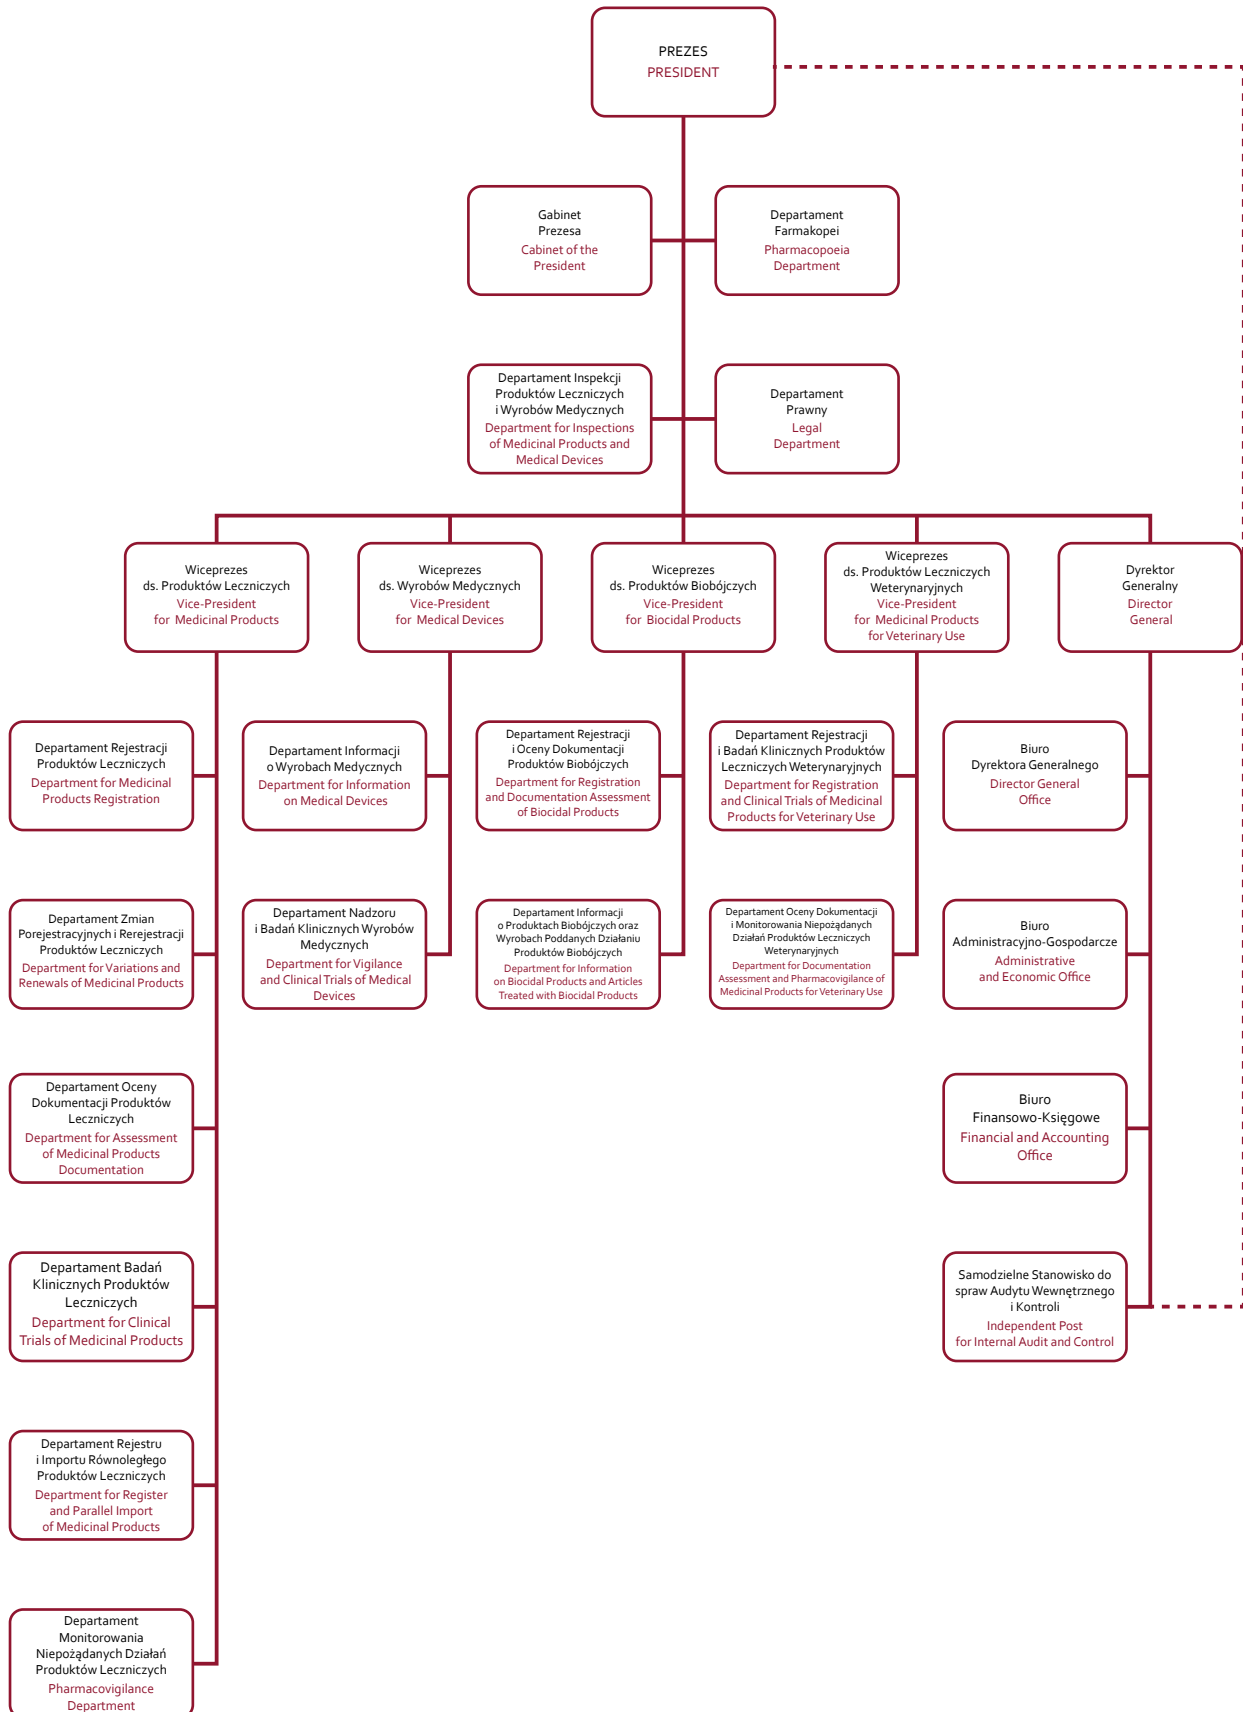 PREZES
PRESIDENT
Gabinet
Prezesa
Cabinet of the
President
Departament
Farmakopei
Pharmacopoeia
Department
Departament Inspekcji
Produktów Leczniczych
i Wyrobów Medycznych
Department for Inspections
of Medicinal Products and
Medical Devices
Departament
Prawny
Legal
Department
Wiceprezes
ds. Produktów Leczniczych
Vice-President
for Medicinal Products
Wiceprezes
ds. Wyrobów Medycznych
Vice-President
for Medical Devices
Wiceprezes
ds. Produktów Biobójczych
Vice-President
for Biocidal Products
Wiceprezes
ds. Produktów Leczniczych
Weterynaryjnych
Vice-President
for Medicinal Products
for Veterinary Use
Dyrektor
Generalny
Director
General
Departament Rejestracji
Produktów Leczniczych
Department for Medicinal
Products Registration
Departament Informacji
o Wyrobach Medycznych
Department for Information
on Medical Devices
Departament Rejestracji
i Oceny Dokumentacji
Produktów Biobójczych
Department for Registration
and Documentation Assessment
of Biocidal Products
Departament Rejestracji
i Badań Klinicznych Produktów
Leczniczych Weterynaryjnych
Department for Registration
and Clinical Trials of Medicinal
Products for Veterinary Use
Biuro
Dyrektora Generalnego
Director General
Office
Departament Zmian
Porejestracyjnych i Rerejestracji
Produktów Leczniczych
Department for Variations and
Renewals of Medicinal Products
Departament Nadzoru
i Badań Klinicznych Wyrobów
Medycznych
Department for Vigilance
and Clinical Trials of Medical
Devices
Departament Informacji
o Produktach Biobójczych oraz
Wyrobach Poddanych Działaniu
Produktów Biobójczych
Department for Information
on Biocidal Products and Articles
Treated with Biocidal Products
Departament Oceny Dokumentacji
i Monitorowania Niepożądanych
Działań Produktów Leczniczych
Weterynaryjnych
Department for Documentation
Assessment and Pharmacovigilance of
Medicinal Products for Veterinary Use
Biuro
Administracyjno-Gospodarcze
Administrative
and Economic Office
Departament Oceny
Dokumentacji Produktów
Leczniczych
Department for Assessment
of Medicinal Products
Documentation
Biuro
Finansowo-Księgowe
Financial and Accounting
Office
Departament Badań
Klinicznych Produktów
Leczniczych
Department for Clinical
Trials of Medicinal Products
Samodzielne Stanowisko do
spraw Audytu Wewnętrznego
i Kontroli
Independent Post
for Internal Audit and Control
Departament Rejestru
i Importu Równoległego
Produktów Leczniczych
Department for Register
and Parallel Import
of Medicinal Products
Departament
Monitorowania
Niepożądanych Działań
Produktów Leczniczych
Pharmacovigilance
Department